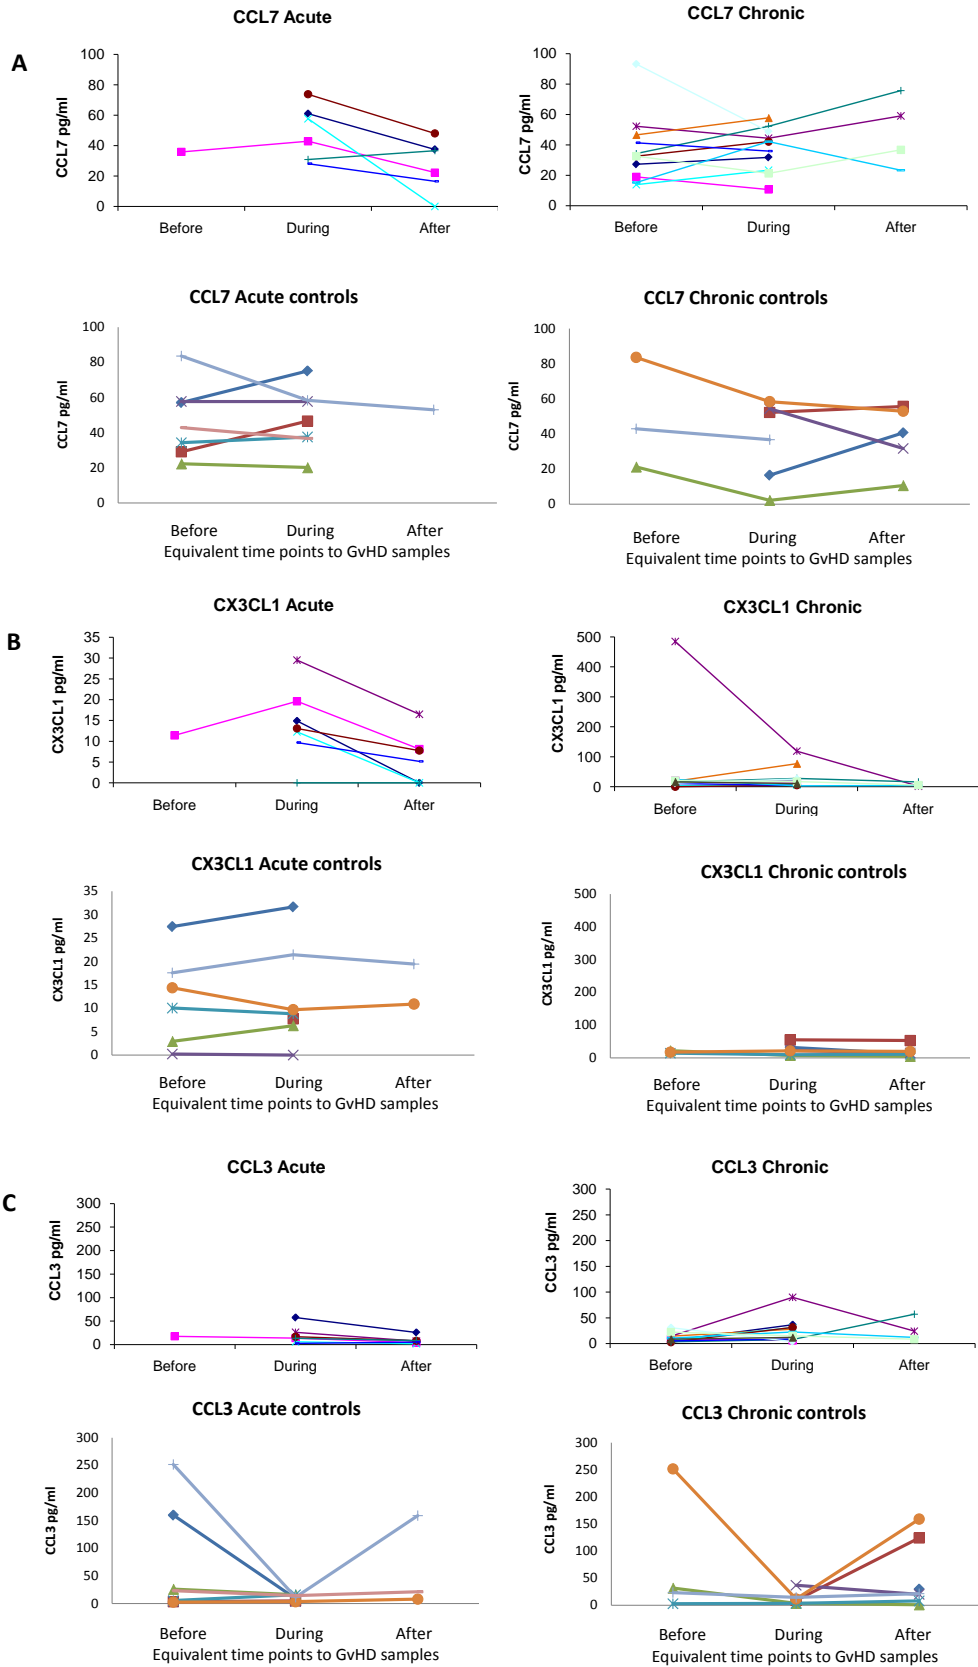 CCL7 Acute
CCL7 Chronic
A
100
80
60
40
20
0
CCL7 pg/ml
Before During After
100
80
60
40
20
0
CCL7 pg/ml
Before During After
CCL7 Acute controls
CCL7 Chronic controls
100
80
60
40
20
0
CCL7 pg/ml
Before During After
Equivalent time points to GvHD samples
100
80
60
40
20
0
CCL7 pg/ml
Before During After
Equivalent time points to GvHD samples
CX3CL1 Acute
CX3CL1 Chronic
B
35
30
25
20
15
10
5
0
CX3CL1 pg/ml
Before During After
500
400
300
200
100
0
CX3CL1 pg/ml
Before During After
CX3CL1 Acute controls
CX3CL1 Chronic controls
35
30
25
20
15
10
5
0
CX3CL1 pg/ml
Before During After
Equivalent time points to GvHD samples
500
400
300
200
100
0
CX3CL1 pg/ml
Before During After
Equivalent time points to GvHD samples
CCL3 Acute
CCL3 Chronic
C
300
250
200
150
100
50
0
CCL3 pg/ml
Before During After
300
250
200
150
100
50
0
CCL3 pg/ml
Before During After
CCL3 Acute controls
CCL3 Chronic controls
300
250
200
150
100
50
0
CCL3 pg/ml
Before During After
Equivalent time points to GvHD samples
300
250
200
150
100
50
0
CCL3 pg/ml
Before During After
Equivalent time points to GvHD samples